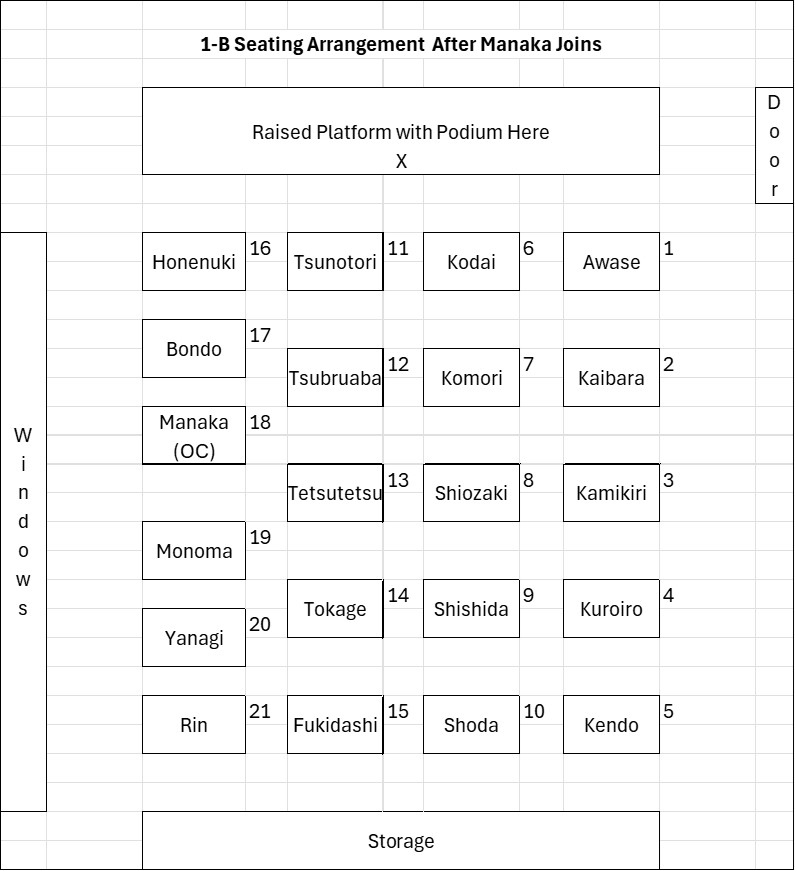 1-B Seating Arrangement After Manaka Joins
Raised Platform with Podium Here
X
D
o
o
r
Honenuki 16 Tsunotori 11 Kodai 6 Awase 1
Bondo 17
Tsubruaba 12 Komori 7 Kaibara 2
Manaka 18
(OC)
Tetsutetsu 13 Shiozaki 8 Kamikiri 3
Monoma 19
Tokage 14 Shishida 9 Kuroiro 4
Yanagi 20
Rin 21 Fukidashi 15 Shoda 10 Kendo 5
W
i
n
d
o
w
s
Storage